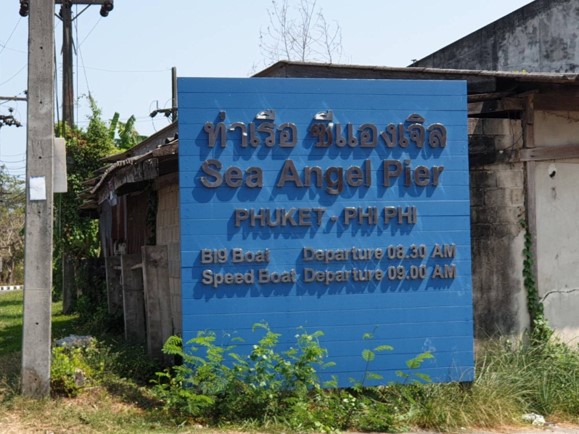 ท่าเรือ ซีแองเจิล
Sea Angel Pier
PHUKET - PHI PHI
Big Boat Departure 08.30 AM
Speed Boat Departure 09.00 AM